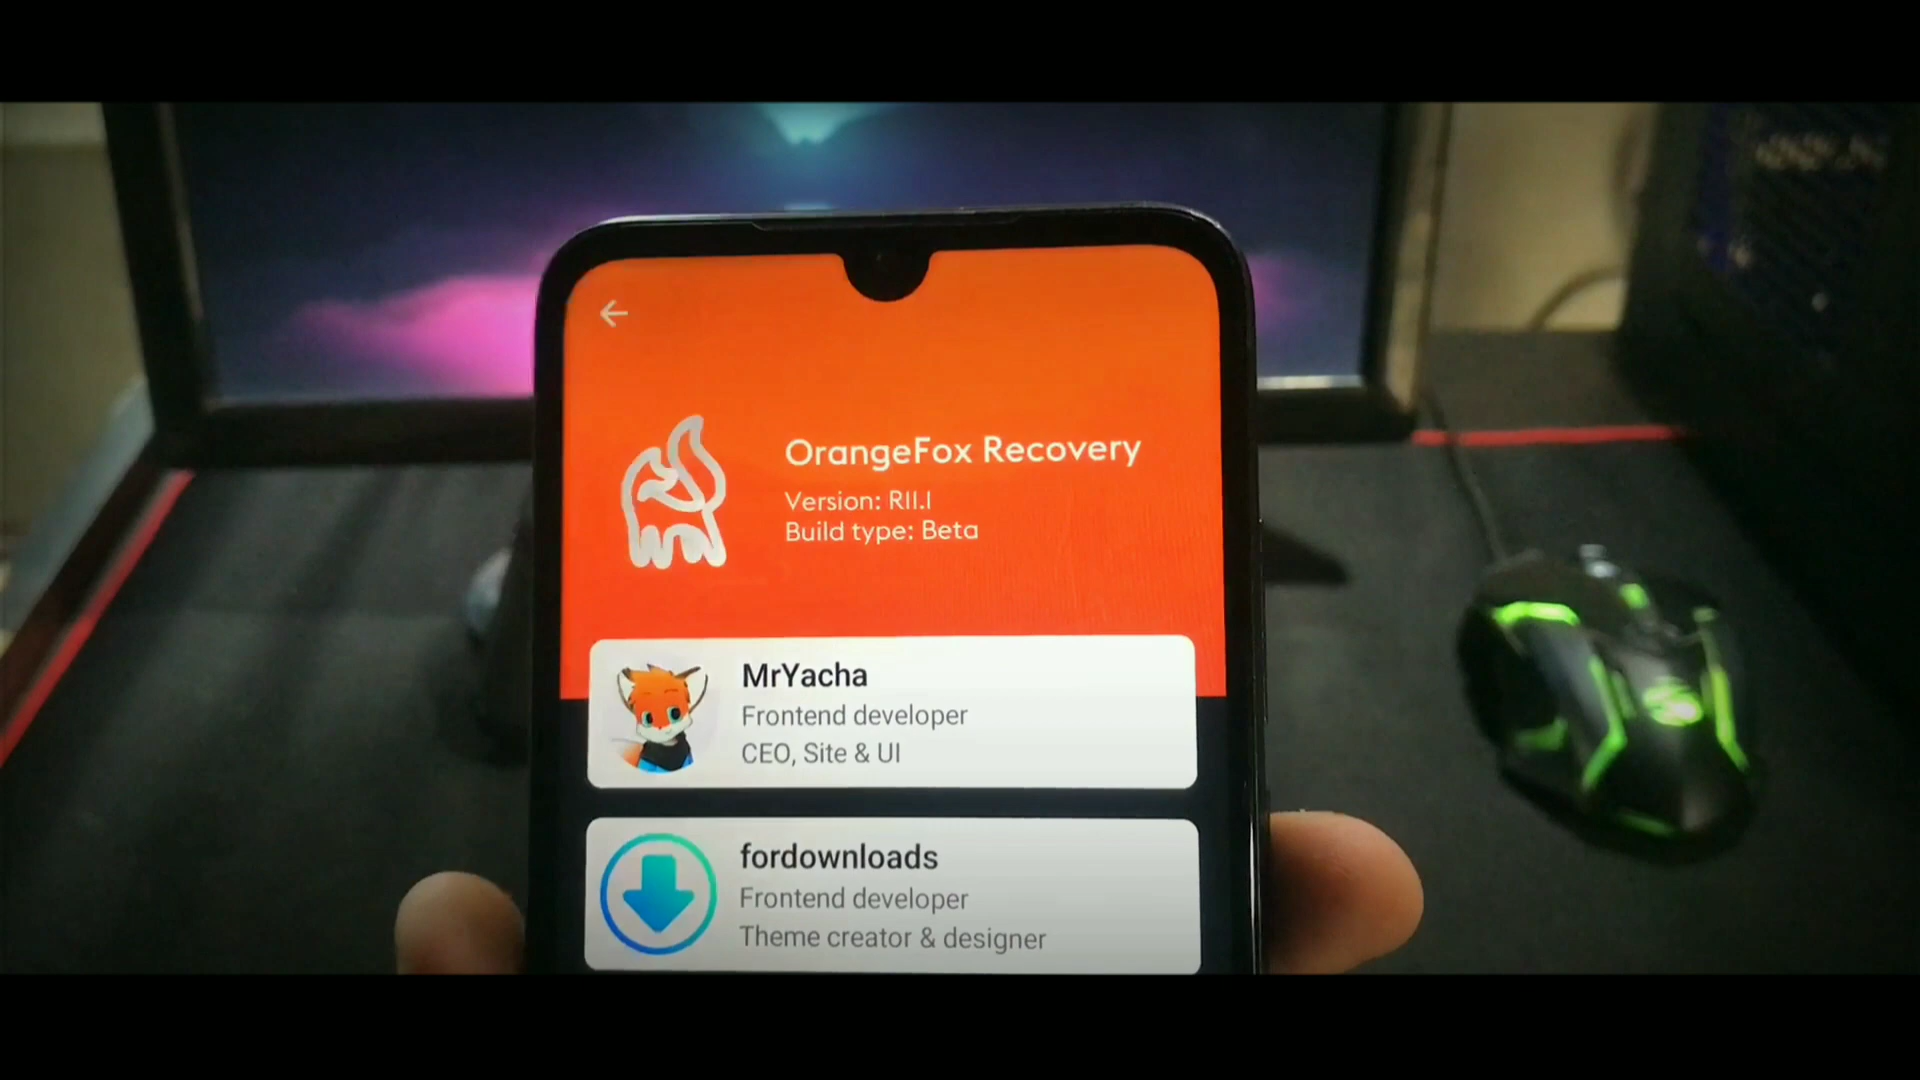 OrangeFox Recovery
Version: R11.1
Build type: Beta
MrYacha
Frontend developer
CEO, Site & UI
fordownloads
Frontend developer
Theme creator & designer